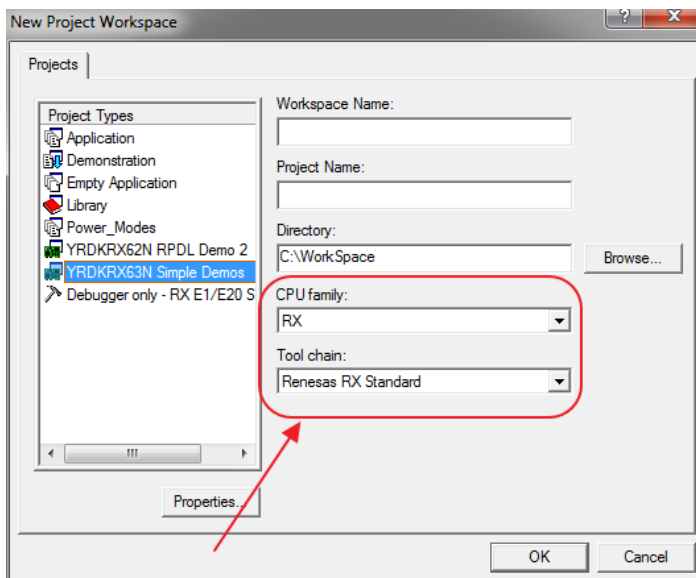 New Project Workspace
Projects
Project Types
Application
Demonstration
Empty Application
Library
Power_Modes
YRDKRX62N RPDL Demo 2
YRDKRX63N Simple Demos
Debugger only - RX E1/E20 S
Properties...
Workspace Name:
Project Name:
Directory:
C:\WorkSpace
Browse...
CPU family:
RX
Tool chain:
Renesas RX Standard
OK
Cancel